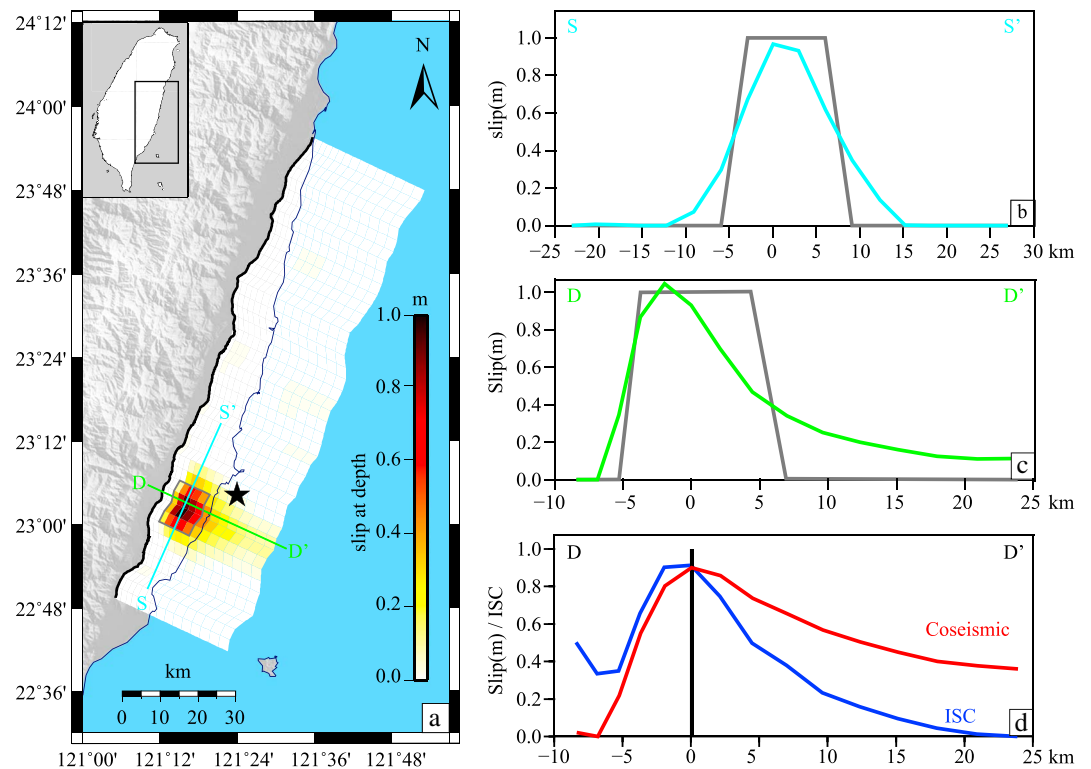 24°12'
24°00'
23°48'
23°36'
23°24'
23°12'
23°00'
22°48'
22°36'
121°00'
121°12'
121°24'
121°36'
121°48'
N
S'
D
D'
S
m
1.0
0.8
0.6
0.4
0.2
0.0
slip at depth
km
0
10
20
30
a
S
S'
slip(m)
1.0
0.8
0.6
0.4
0.2
0.0
b
−25 −20 −15 −10 −5 0 5 10 15 20 25 30 km
D
D'
Slip(m)
1.0
0.8
0.6
0.4
0.2
0.0
c
−10 −5 0 5 10 15 20 25 km
D
D'
Slip(m) / ISC
1.0
0.8
0.6
0.4
0.2
0.0
Coseismic
ISC
d
−10 −5 0 5 10 15 20 25 km